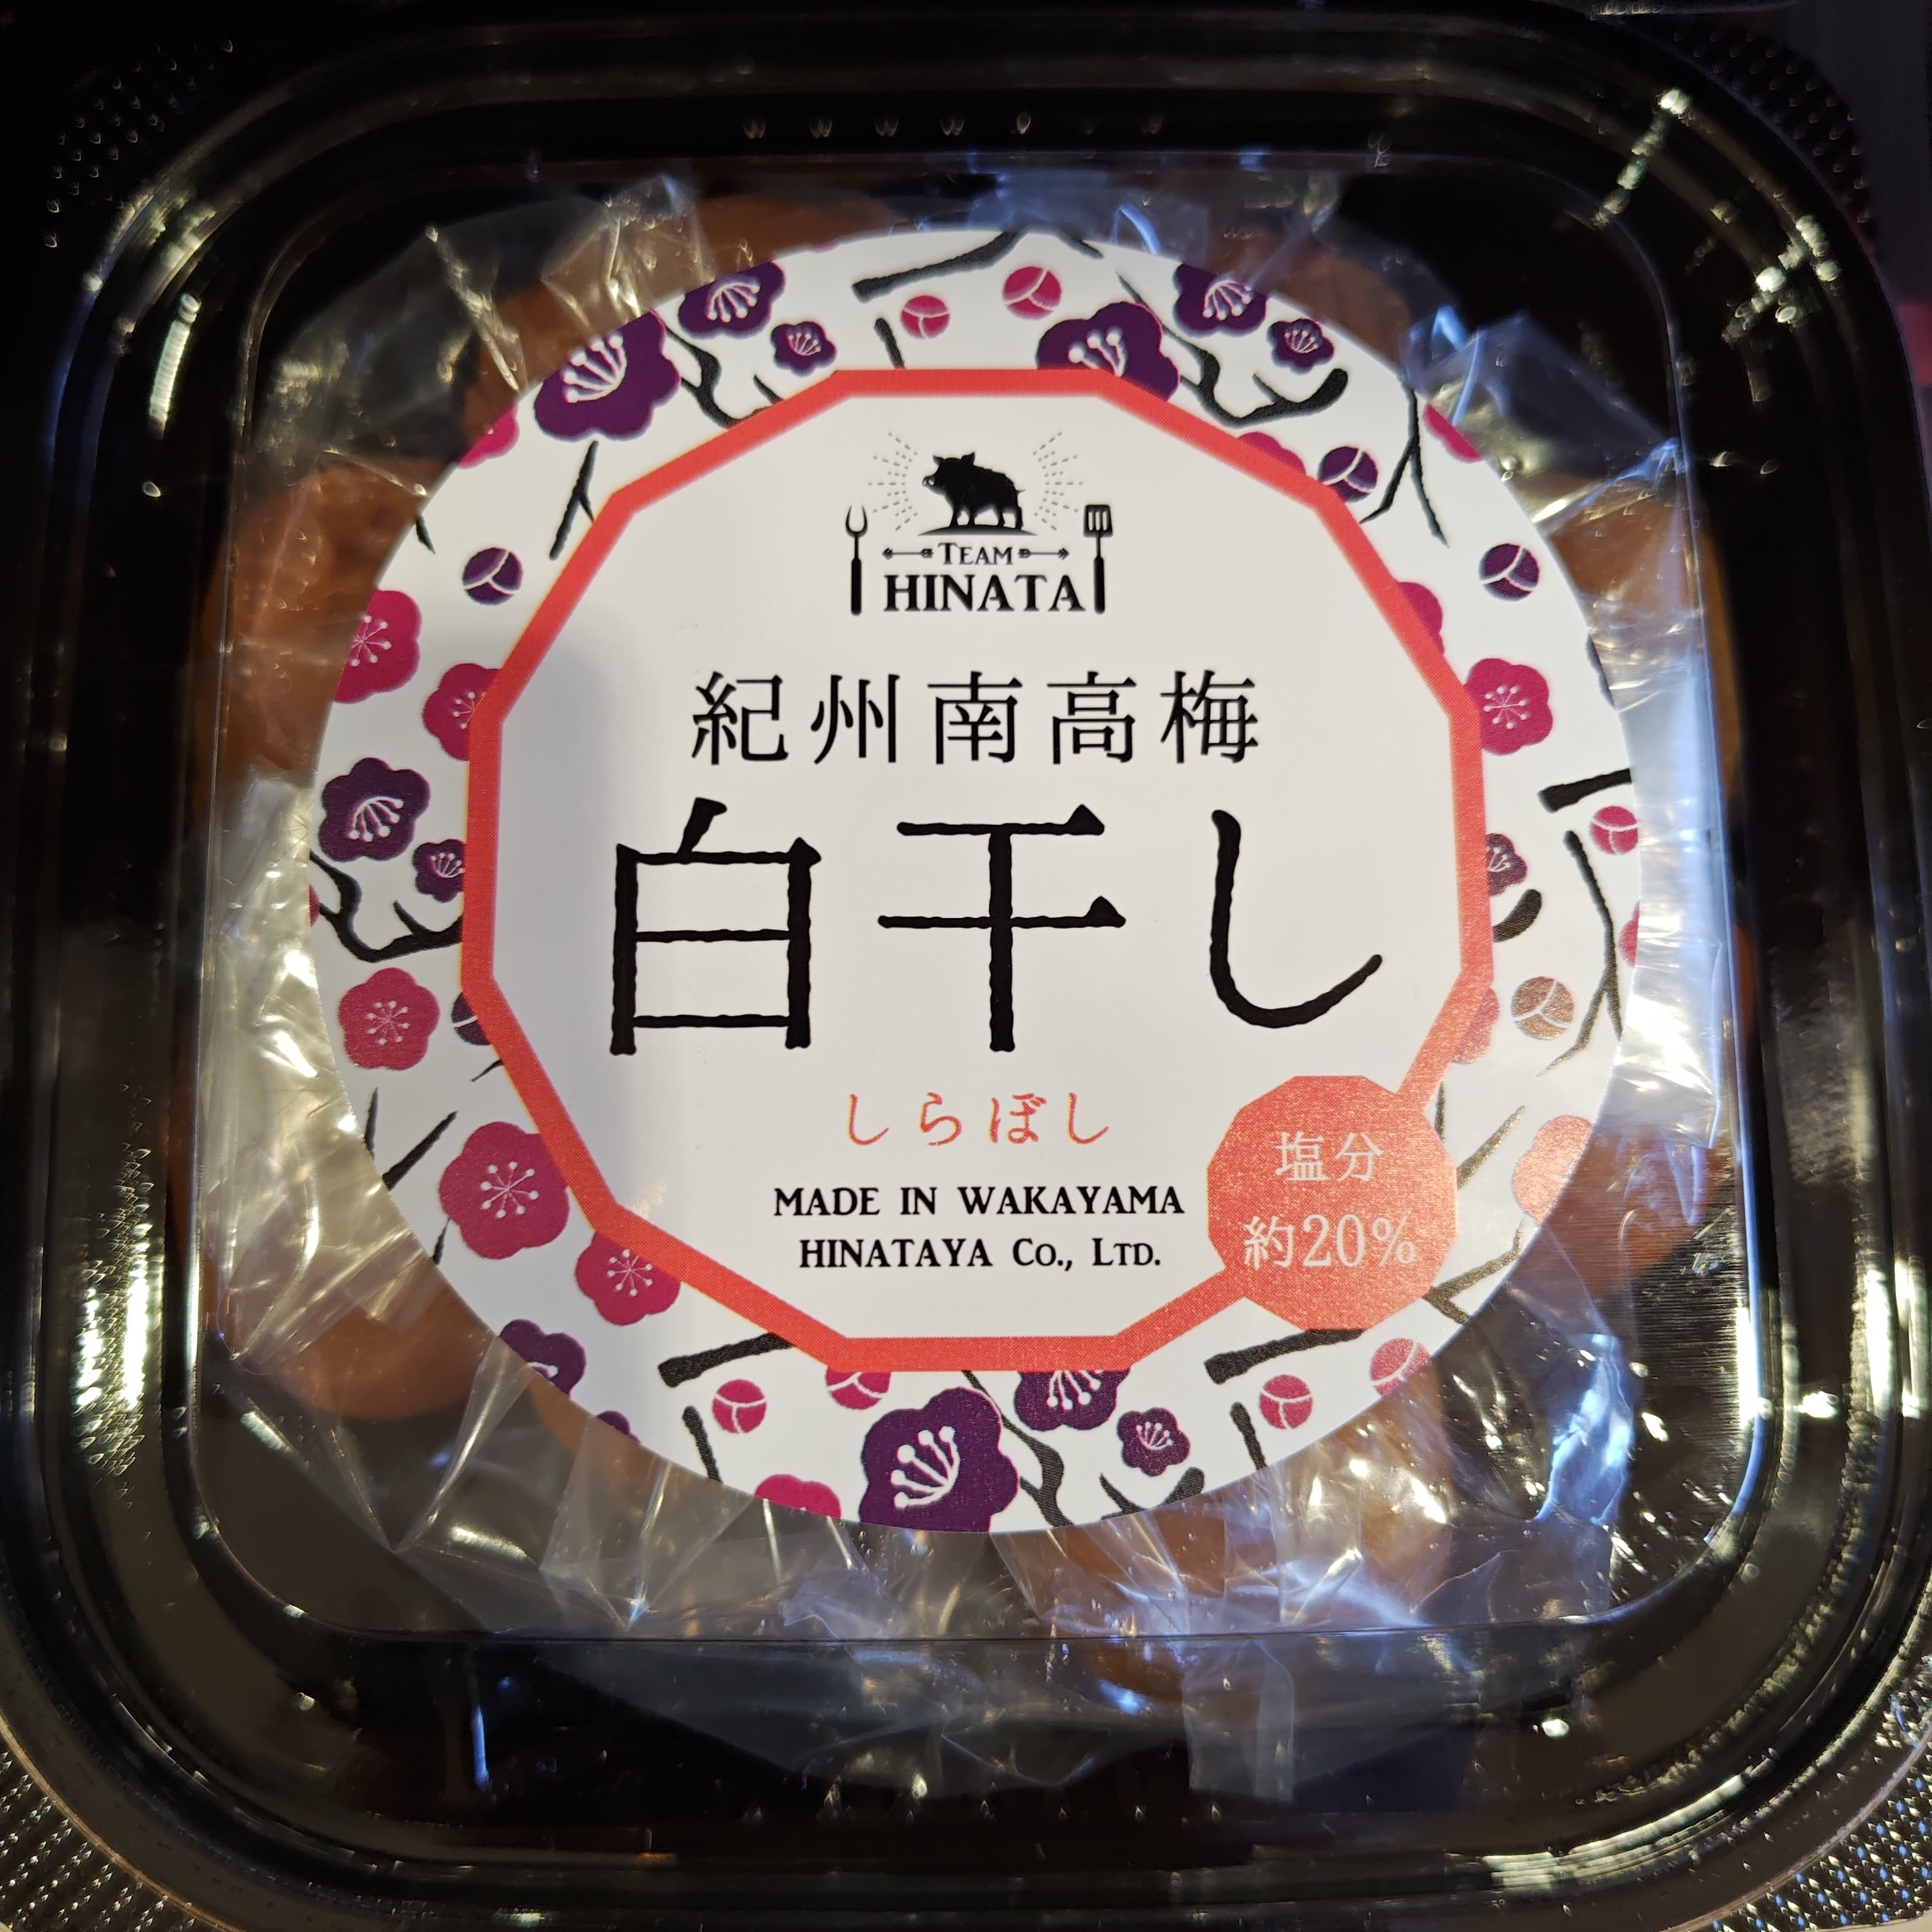 TEAM
HINATA
紀州南高梅
白干し
しらぼし
MADE IN WAKAYAMA
HINATAYA CO., LTD.
塩分
約20%